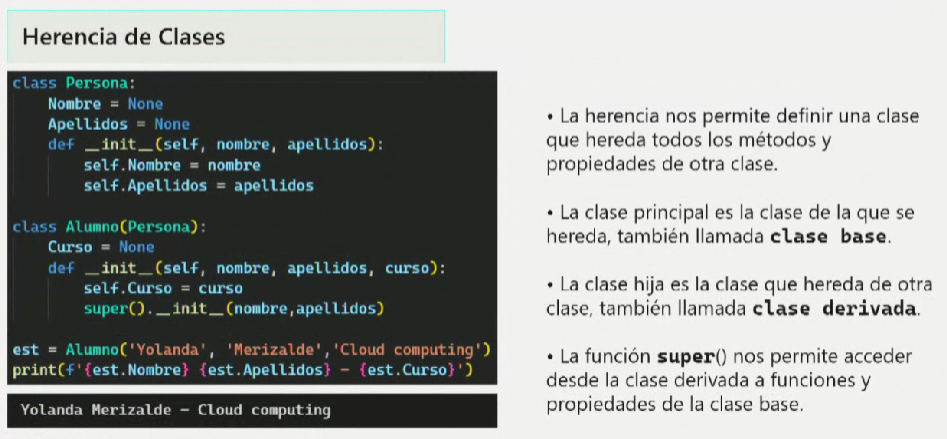 Herencia de Clases
class Persona:
    Nombre = None
    Apellidos = None
    def __init__(self, nombre, apellidos):
        self.Nombre = nombre
        self.Apellidos = apellidos
class Alumno(Persona):
    Curso = None
    def __init__(self, nombre, apellidos, curso):
        self.Curso = curso
        super().__init__(nombre,apellidos)
est = Alumno('Yolanda', 'Merizalde','Cloud computing')
print(f'{est.Nombre} {est.Apellidos} - {est.Curso}')
Yolanda Merizalde - Cloud computing
• La herencia nos permite definir una clase
que hereda todos los métodos y
propiedades de otra clase.
• La clase principal es la clase de la que se
hereda, también llamada clase base.
• La clase hija es la clase que hereda de otra
clase, también llamada clase derivada.
• La función super() nos permite acceder
desde la clase derivada a funciones y
propiedades de la clase base.